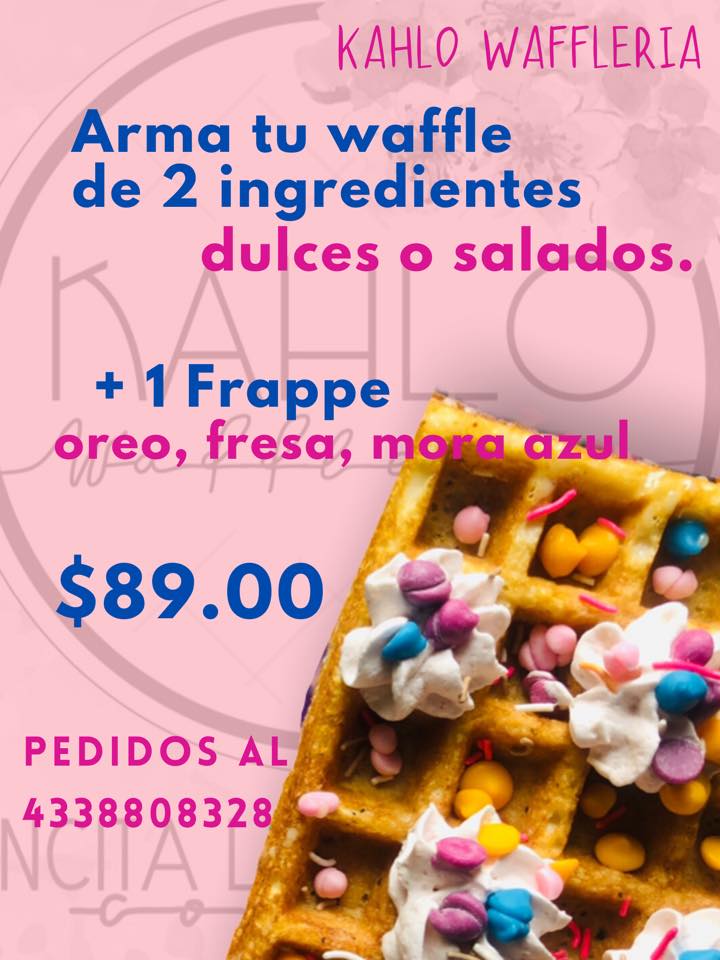 KAHLO WAFFLERIA
Arma tu waffle
de 2 ingredientes
dulces o salados.
KAHLO
+ 1 Frappe
oreo, fresa, mora azul
$89.00
PEDIDOS AL
4338808328